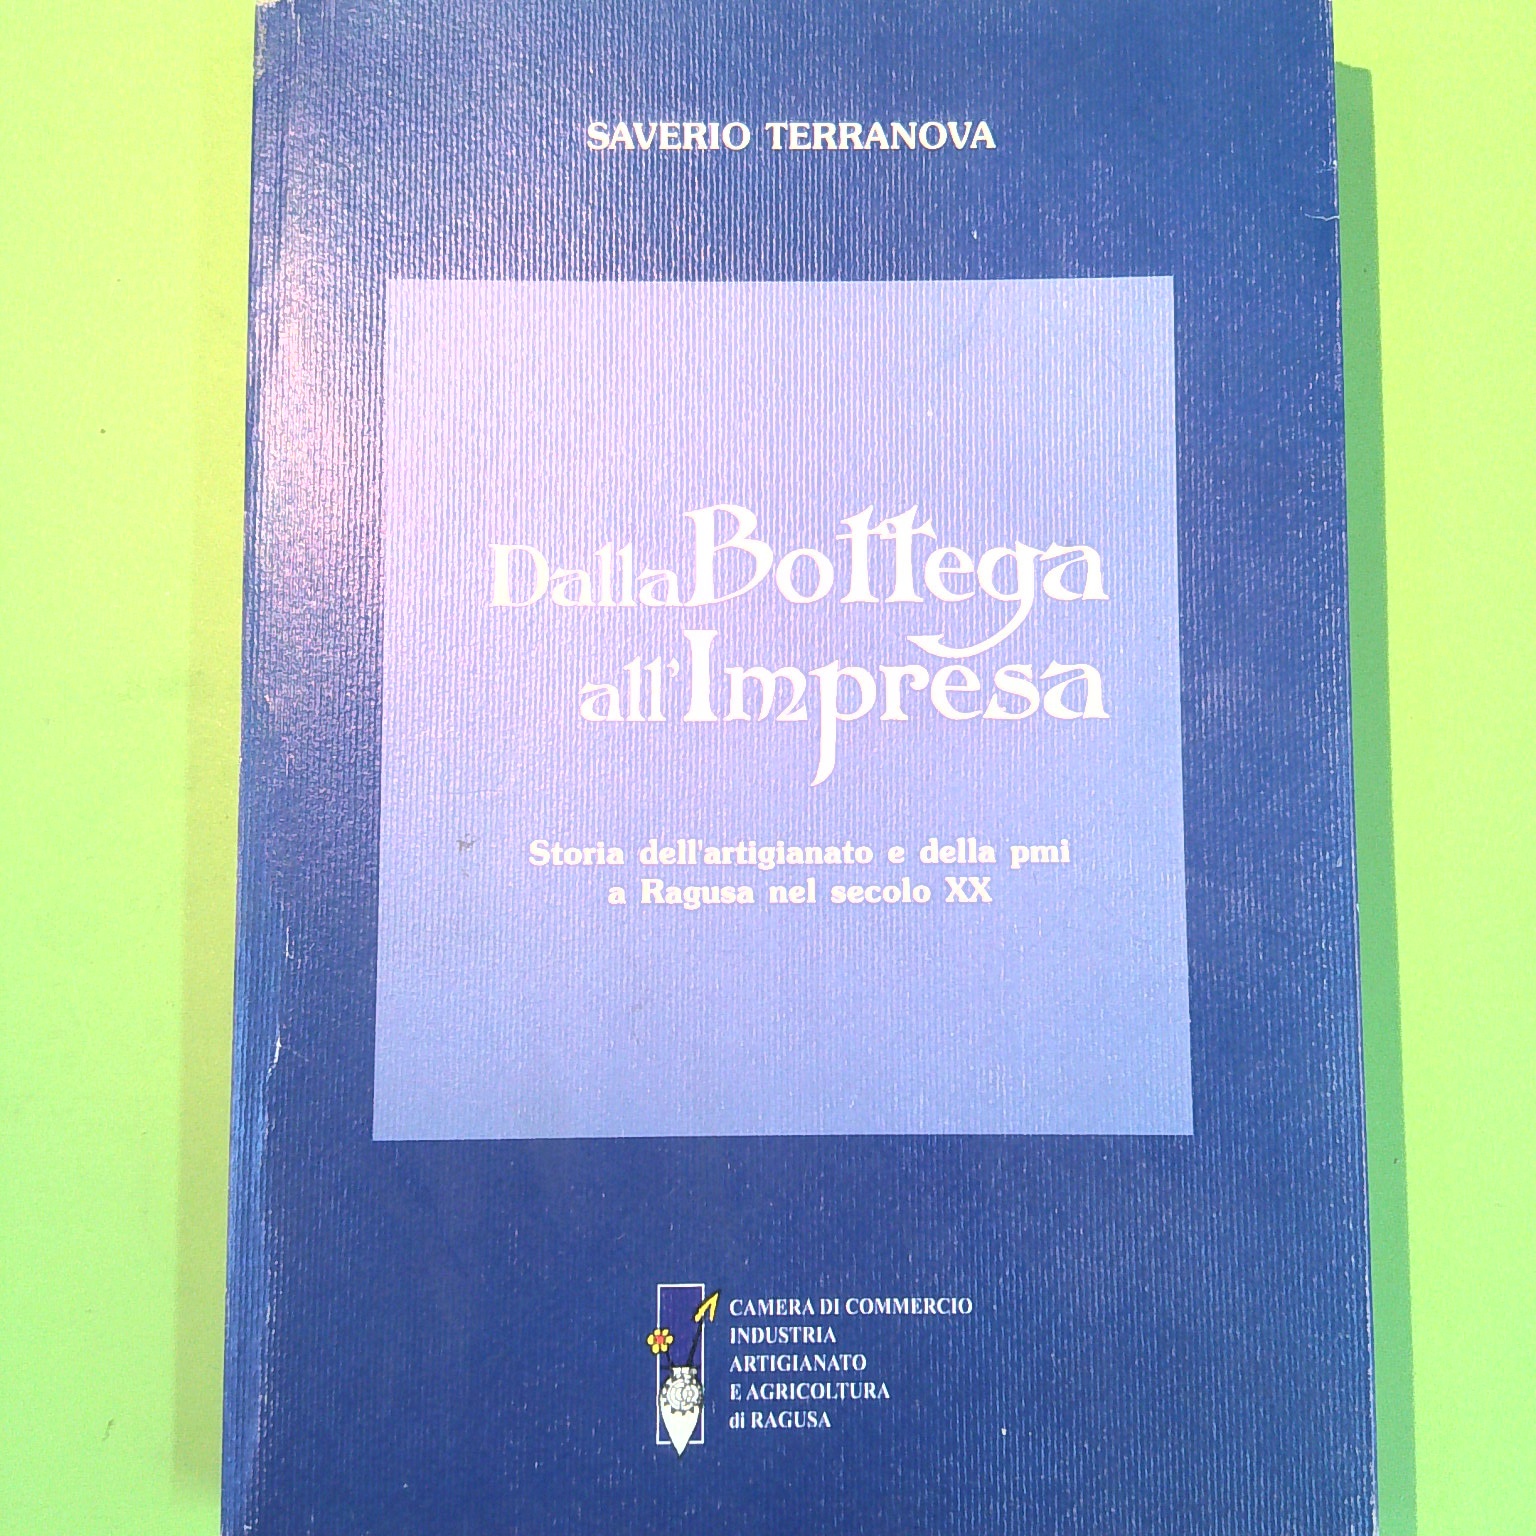 SAVERIO TERRANOVA
Dalla Bottega
all'Impresa
Storia dell'artigianato e della pmi
a Ragusa nel secolo XX
CAMERA DI COMMERCIO
INDUSTRIA
ARTIGIANATO
E AGRICOLTURA
di RAGUSA